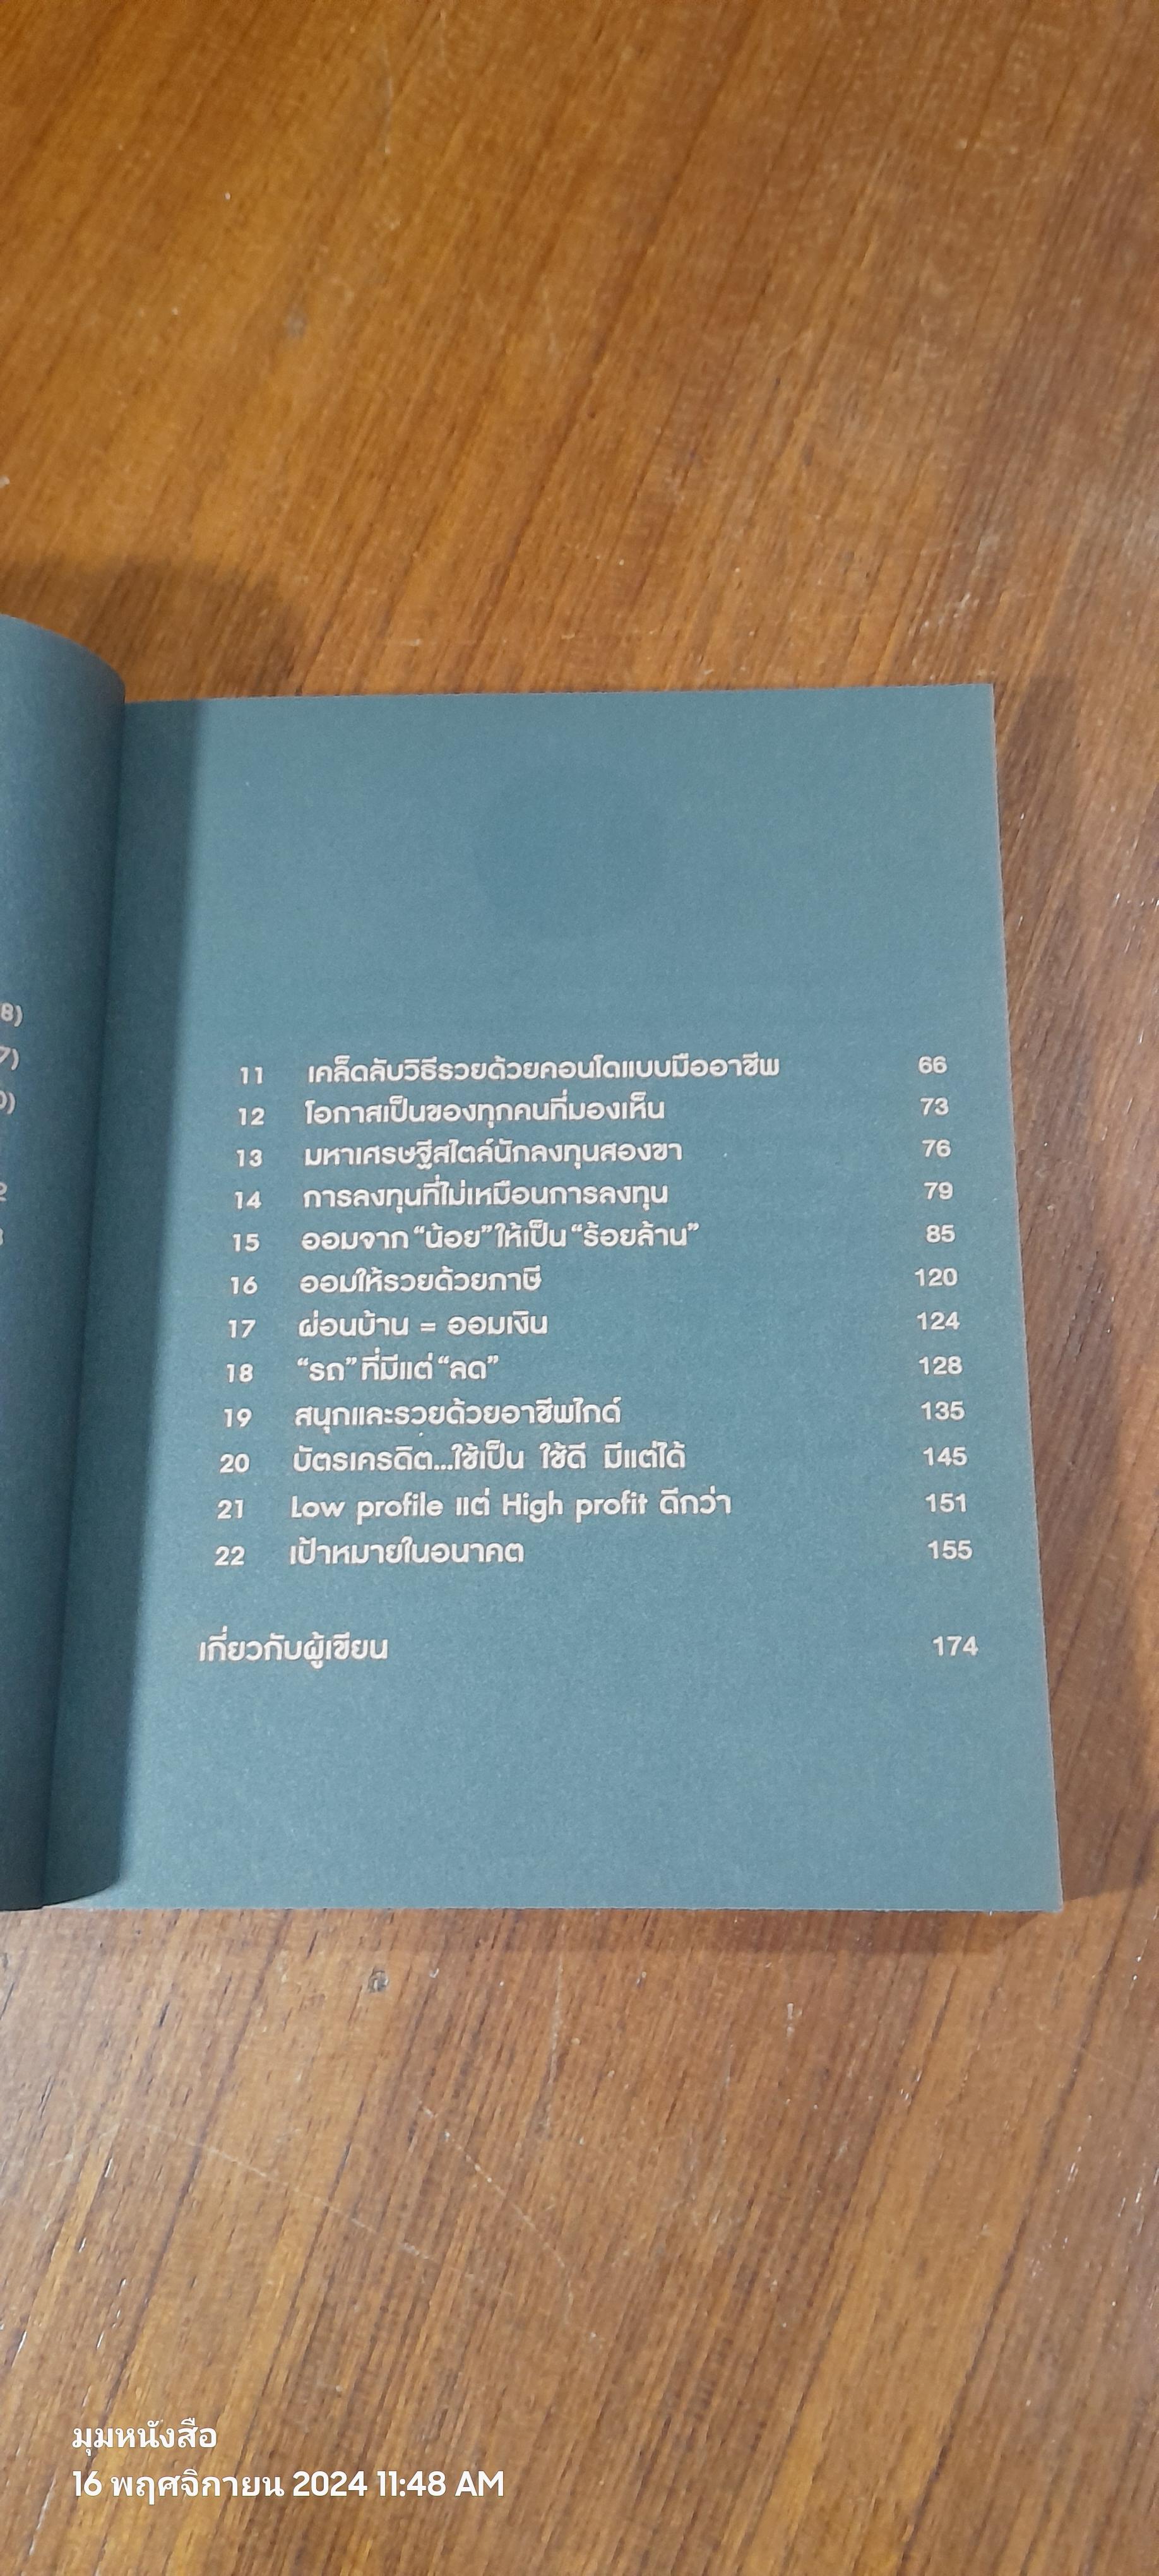 8)
7)
0)
2
11 เคล็ดลับวิธีรวยด้วยคอนโดแบบมืออาชีพ 66
12 โอกาสเป็นของทุกคนที่มองเห็น 73
13 มหาเศรษฐีสไตล์นักลงทุนสองขา 76
14 การลงทุนที่ไม่เหมือนการลงทุน 79
15 ออมจาก “น้อย” ให้เป็น “ร้อยล้าน” 85
16 ออมให้รวยด้วยภาษี 120
17 ผ่อนบ้าน = ออมเงิน 124
18 “รถ” ที่มีแต่ “ลด” 128
19 สนุกและรวยด้วยอาชีพไกด์ 135
20 บัตรเครดิต...ใช้เป็น ใช้ดี มีแต่ได้ 145
21 Low profile แต่ High profit ดีกว่า 151
22 เป้าหมายในอนาคต 155
เกี่ยวกับผู้เขียน 174
มุมหนังสือ
16 พฤศจิกายน 2024 11:48 AM